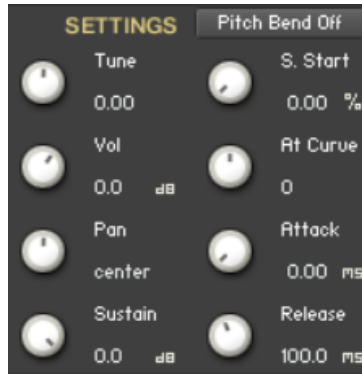 SETTINGS Pitch Bend Off
Tune S. Start
0.00 0.00 %
Vol At Curve
0.0 dB 0
Pan Attack
center 0.00 ms
Sustain Release
0.0 dB 100.0 ms